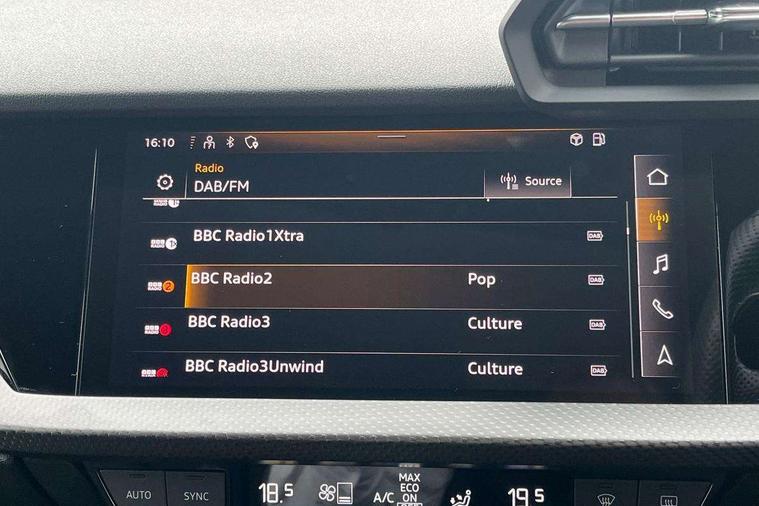 16:10
Radio
DAB/FM
Source
BBC Radio1Xtra
DAB
BBC Radio2
Pop
DAB
BBC Radio3
Culture
DAB
BBC Radio3Unwind
Culture
DAB
AUTO
SYNC
18.5
A/C
MAX
ECO
ON
19.5